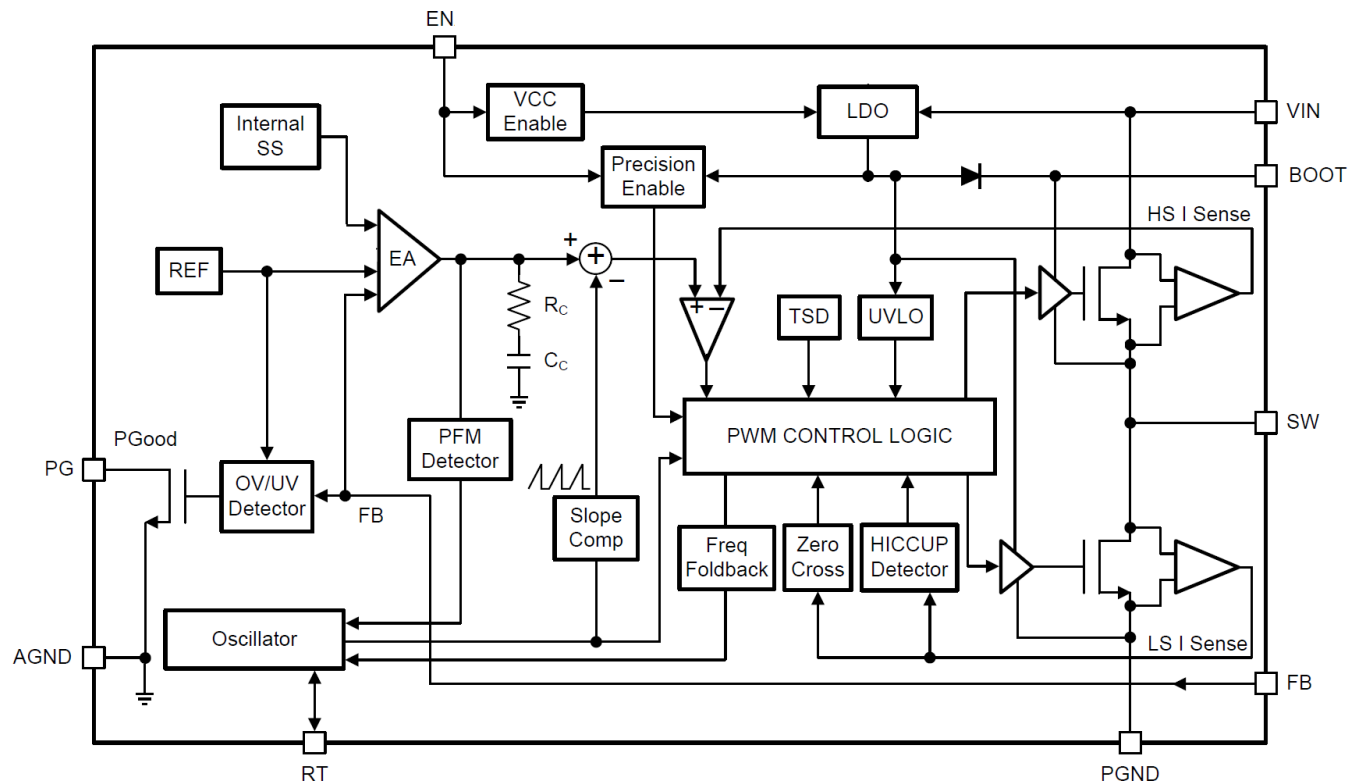 EN
VCC
Enable
LDO
VIN
Internal
SS
Precision
Enable
BOOT
HS I Sense
EA
REF
+
+
−
+ −
R_C
C_C
TSD
UVLO
PWM CONTROL LOGIC
SW
PGood
PG
OV/UV
Detector
FB
PFM
Detector
Slope
Comp
Freq
Foldback
Zero
Cross
HICCUP
Detector
Oscillator
AGND
LS I Sense
FB
RT
PGND